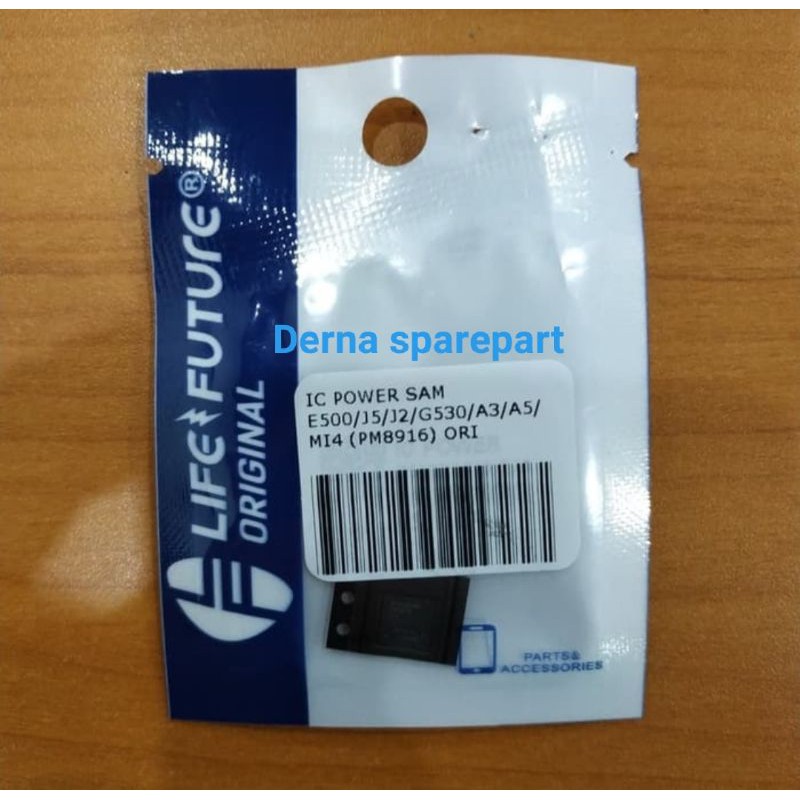 LIFE FUTURE®
ORIGINAL
Derna sparepart
IC POWER SAM
E500/J5/J2/G530/A3/A5/
MI4 (PM8916) ORI
PARTS&
ACCESSORIES